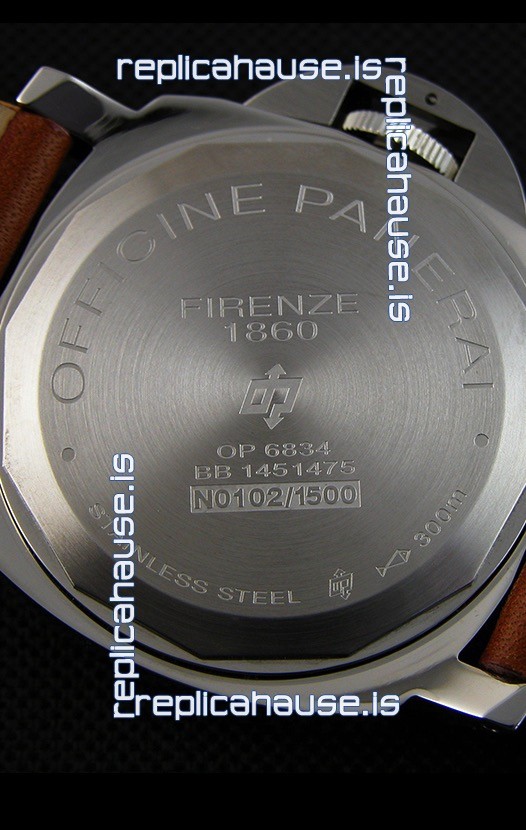 replicahause.is
replicahause.is
OFFICINE PANERAI
FIRENZE
1860
OP 6834
BB 1451475
N0102/1500
STAINLESS STEEL
300m
replicahause.is
replicahause.is